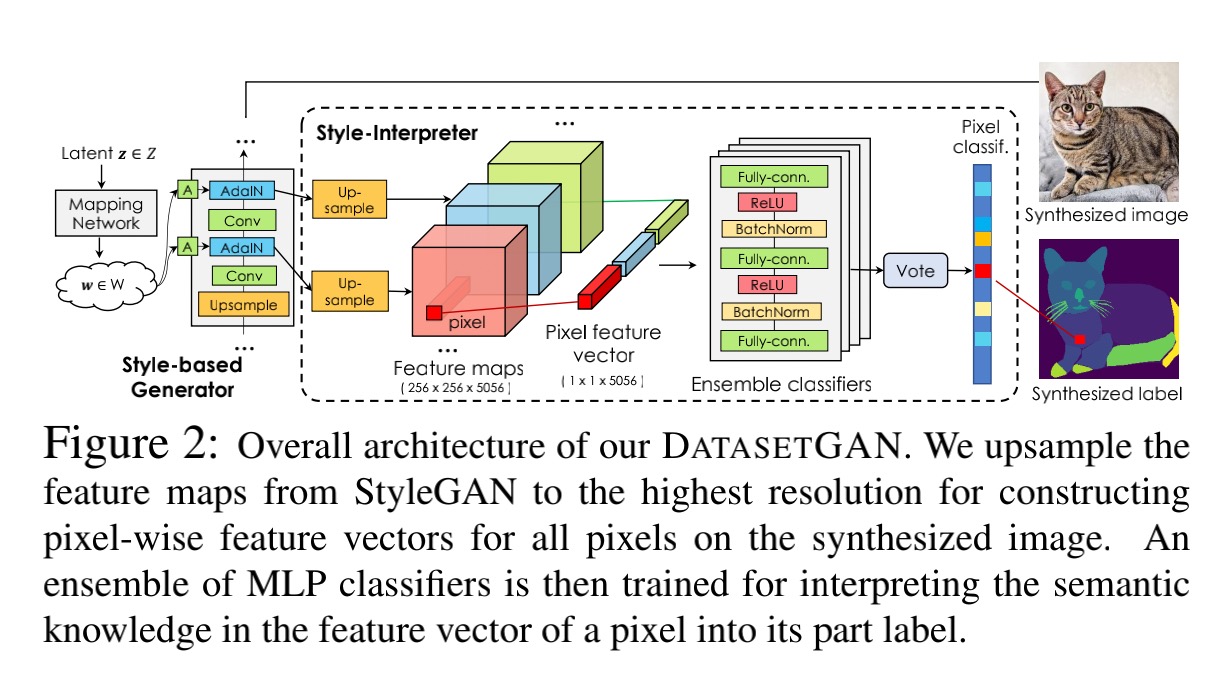 Latent z ∈ Z
Mapping
Network
w ∈ W
...
A
AdaIN
Conv
A
AdaIN
Conv
Upsample
...
Style-based
Generator
Style-Interpreter
Up-
sample
Up-
sample
...
pixel
...
Feature maps
( 256 x 256 x 5056 )
Pixel feature
vector
( 1 x 1 x 5056 )
Fully-conn.
ReLU
BatchNorm
Fully-conn.
ReLU
BatchNorm
Fully-conn.
Ensemble classifiers
Vote
Pixel
classif.
Synthesized image
Synthesized label
Figure 2: Overall architecture of our DATASETGAN. We upsample the
feature maps from StyleGAN to the highest resolution for constructing
pixel-wise feature vectors for all pixels on the synthesized image. An
ensemble of MLP classifiers is then trained for interpreting the semantic
knowledge in the feature vector of a pixel into its part label.